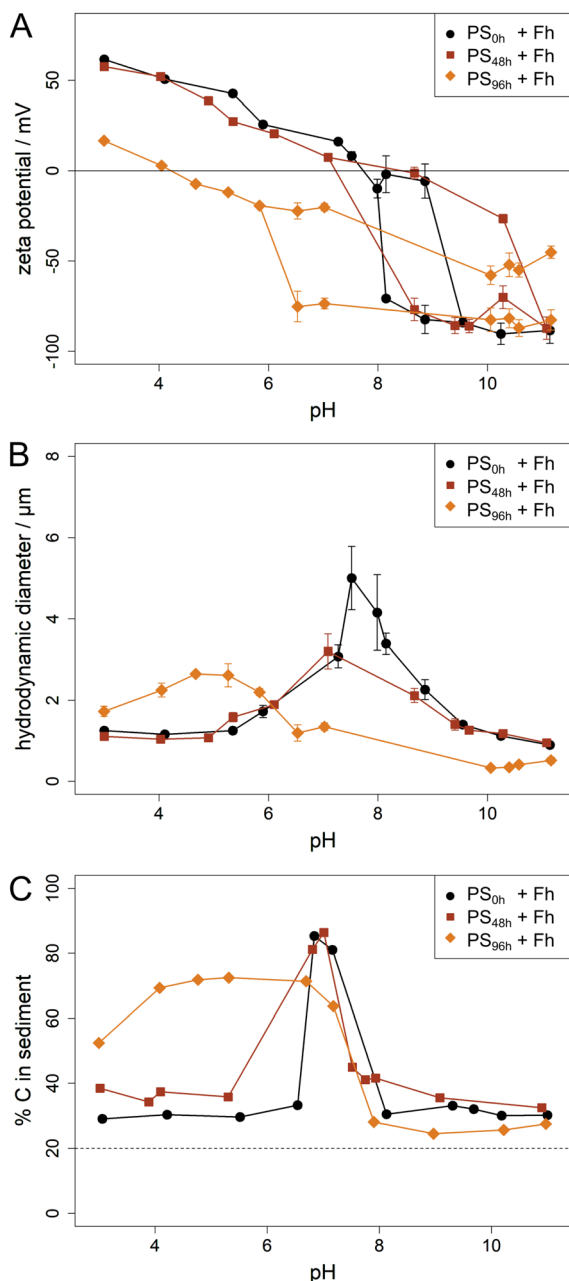 A
PS0h + Fh
PS48h + Fh
PS96h + Fh
zeta potential / mV
50
0
-50
-100
4 6 8 10
pH
B
PS0h + Fh
PS48h + Fh
PS96h + Fh
hydrodynamic diameter / µm
8
6
4
2
0
4 6 8 10
pH
C
PS0h + Fh
PS48h + Fh
PS96h + Fh
% C in sediment
100
80
60
40
20
0
4 6 8 10
pH